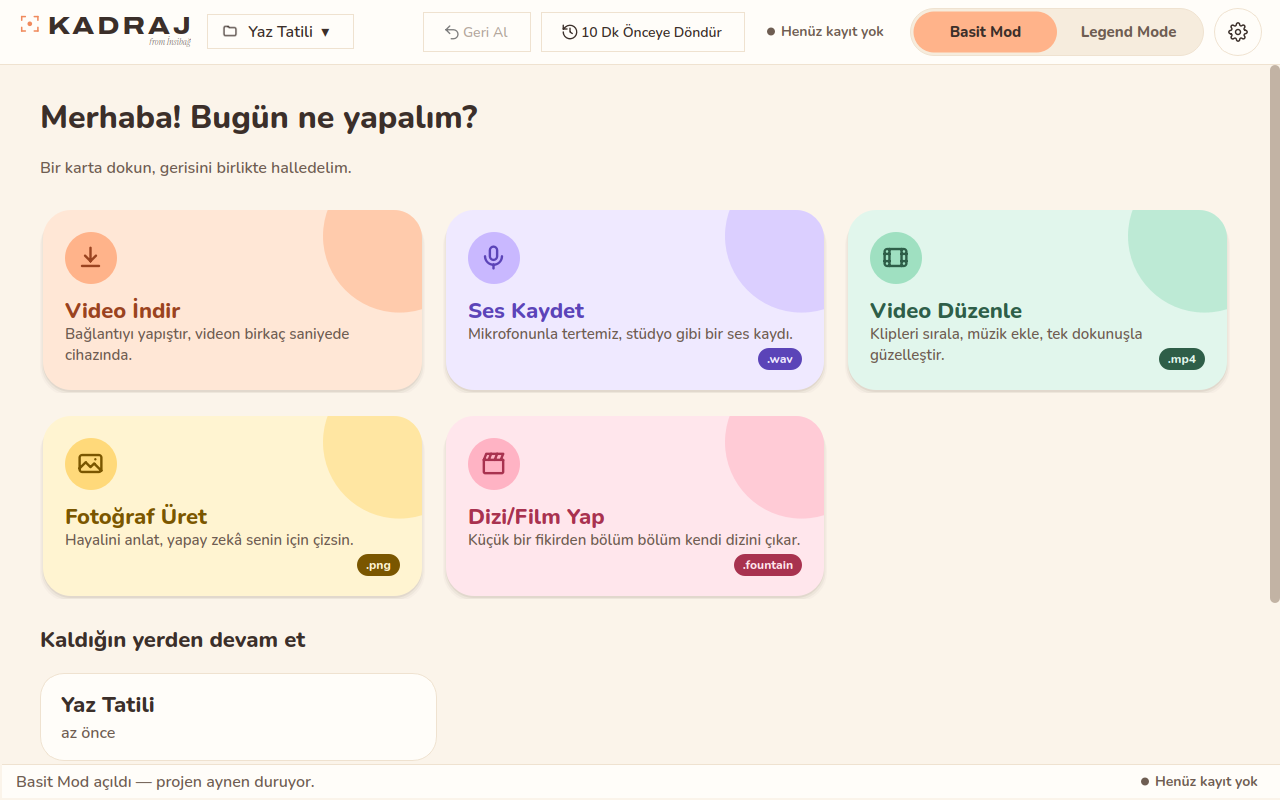 KADRAJ
from Insibağ
Yaz Tatili ▾
Geri Al
10 Dk Önceye Döndür
Henüz kayıt yok
Basit Mod
Legend Mode
Merhaba! Bugün ne yapalım?
Bir karta dokun, gerisini birlikte halledelim.
Video İndir
Bağlantıyı yapıştır, videon birkaç saniyede
cihazında.
Ses Kaydet
Mikrofonunla tertemiz, stüdyo gibi bir ses kaydı.
.wav
Video Düzenle
Klipleri sırala, müzik ekle, tek dokunuşla
güzelleştir.
.mp4
Fotoğraf Üret
Hayalini anlat, yapay zekâ senin için çizsin.
.png
Dizi/Film Yap
Küçük bir fikirden bölüm bölüm kendi dizini çıkar.
.fountain
Kaldığın yerden devam et
Yaz Tatili
az önce
Basit Mod açıldı — projen aynen duruyor.
Henüz kayıt yok